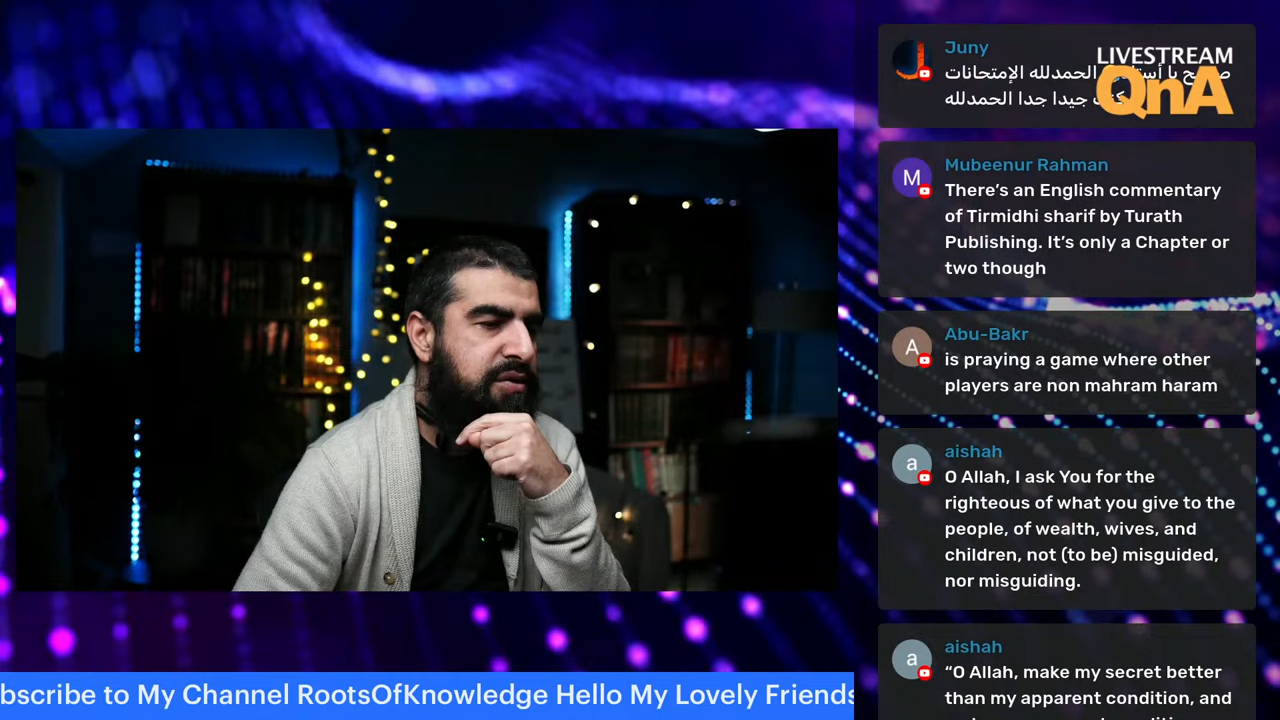 Juny
الحمدلله الإمتحانات
جيدا جدا الحمدلله
LIVESTREAM
QnA
M
Mubeenur Rahman
There’s an English commentary
of Tirmidhi sharif by Turath
Publishing. It’s only a Chapter or
two though
A
Abu-Bakr
is praying a game where other
players are non mahram haram
a
aishah
O Allah, I ask You for the
righteous of what you give to the
people, of wealth, wives, and
children, not (to be) misguided,
nor misguiding.
a
aishah
“O Allah, make my secret better
than my apparent condition, and
bscribe to My Channel RootsOfKnowledge Hello My Lovely Friends